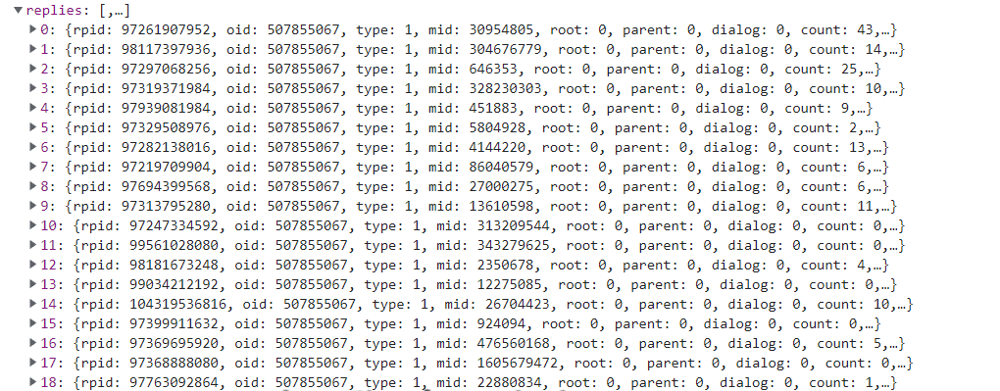 ▼replies: [,…]
▶0: {rpid: 97261907952, oid: 507855067, type: 1, mid: 30954805, root: 0, parent: 0, dialog: 0, count: 43,…}
▶1: {rpid: 98117397936, oid: 507855067, type: 1, mid: 304676779, root: 0, parent: 0, dialog: 0, count: 14,…}
▶2: {rpid: 97297068256, oid: 507855067, type: 1, mid: 646353, root: 0, parent: 0, dialog: 0, count: 25,…}
▶3: {rpid: 97319371984, oid: 507855067, type: 1, mid: 328230303, root: 0, parent: 0, dialog: 0, count: 10,…}
▶4: {rpid: 97939081984, oid: 507855067, type: 1, mid: 451883, root: 0, parent: 0, dialog: 0, count: 9,…}
▶5: {rpid: 97329508976, oid: 507855067, type: 1, mid: 5804928, root: 0, parent: 0, dialog: 0, count: 2,…}
▶6: {rpid: 97282138016, oid: 507855067, type: 1, mid: 4144220, root: 0, parent: 0, dialog: 0, count: 13,…}
▶7: {rpid: 97219709904, oid: 507855067, type: 1, mid: 86040579, root: 0, parent: 0, dialog: 0, count: 6,…}
▶8: {rpid: 97694399568, oid: 507855067, type: 1, mid: 27000275, root: 0, parent: 0, dialog: 0, count: 6,…}
▶9: {rpid: 97313795280, oid: 507855067, type: 1, mid: 13610598, root: 0, parent: 0, dialog: 0, count: 11,…}
▶10: {rpid: 97247334592, oid: 507855067, type: 1, mid: 313209544, root: 0, parent: 0, dialog: 0, count: 0,…}
▶11: {rpid: 99561028080, oid: 507855067, type: 1, mid: 343279625, root: 0, parent: 0, dialog: 0, count: 0,…}
▶12: {rpid: 98181673248, oid: 507855067, type: 1, mid: 2350678, root: 0, parent: 0, dialog: 0, count: 4,…}
▶13: {rpid: 99034212192, oid: 507855067, type: 1, mid: 12275085, root: 0, parent: 0, dialog: 0, count: 0,…}
▶14: {rpid: 104319536816, oid: 507855067, type: 1, mid: 26704423, root: 0, parent: 0, dialog: 0, count: 10,…}
▶15: {rpid: 97399911632, oid: 507855067, type: 1, mid: 924094, root: 0, parent: 0, dialog: 0, count: 0,…}
▶16: {rpid: 97369695920, oid: 507855067, type: 1, mid: 476560168, root: 0, parent: 0, dialog: 0, count: 5,…}
▶17: {rpid: 97368888080, oid: 507855067, type: 1, mid: 1605679472, root: 0, parent: 0, dialog: 0, count: 0,…}
▶18: {rpid: 97763092864, oid: 507855067, type: 1, mid: 22880834, root: 0, parent: 0, dialog: 0, count: 1,…}